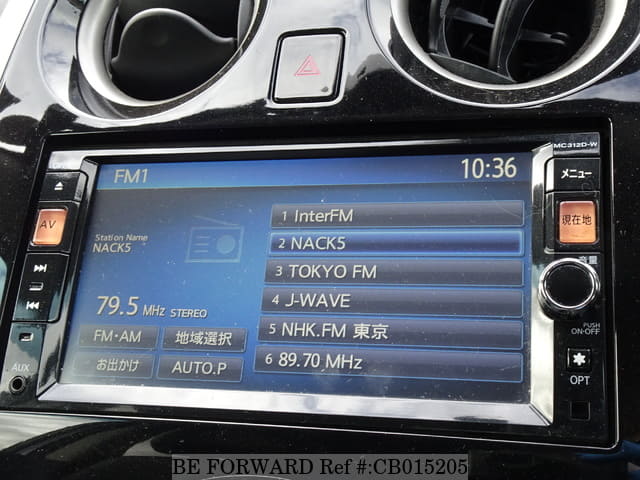 MC312D-W
FM1
10:36
メニュー
AV
Station Name
NACK5
1 InterFM
2 NACK5
3 TOKYO FM
4 J-WAVE
5 NHK.FM 東京
6 89.70 MHz
現在地
音量
79.5 MHz STEREO
FM・AM
地域選択
お出かけ
AUTO.P
PUSH
ON-OFF
AUX
OPT
BE FORWARD Ref #:CB015205